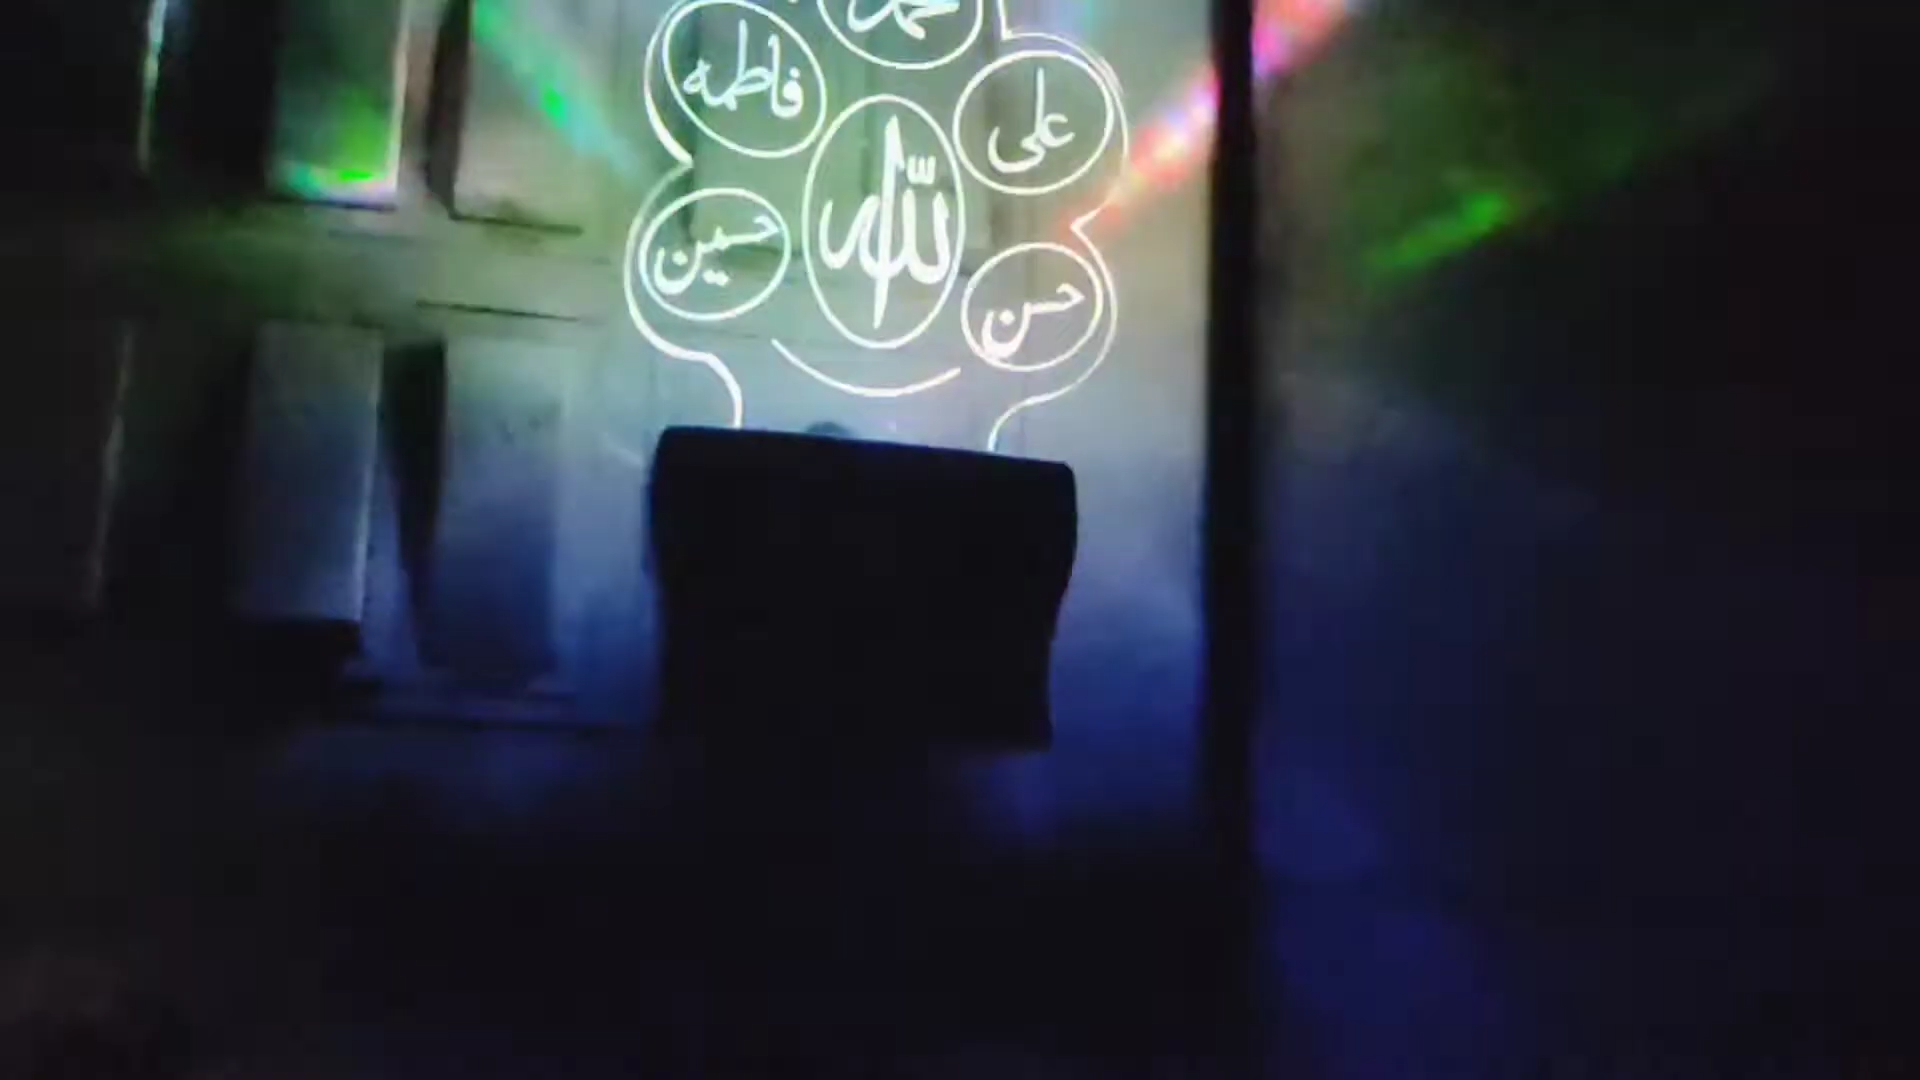 محمد
فاطمه
علی
الله
حسین
حسن